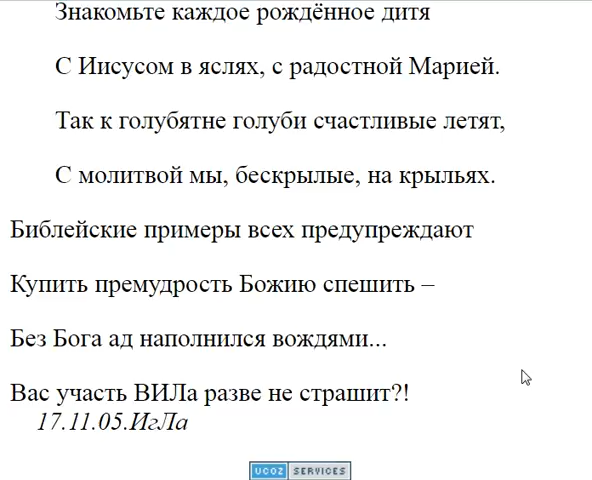 Знакомьте каждое рождённое дитя
С Иисусом в яслях, с радостной Марией.
Так к голубятне голуби счастливые летят,
С молитвой мы, бескрылые, на крыльях.
Библейские примеры всех предупреждают
Купить премудрость Божию спешить –
Без Бога ад наполнился вождями...
Вас участь ВИЛа разве не страшит?!
17.11.05.ИгЛа
UCOZ SERVICES